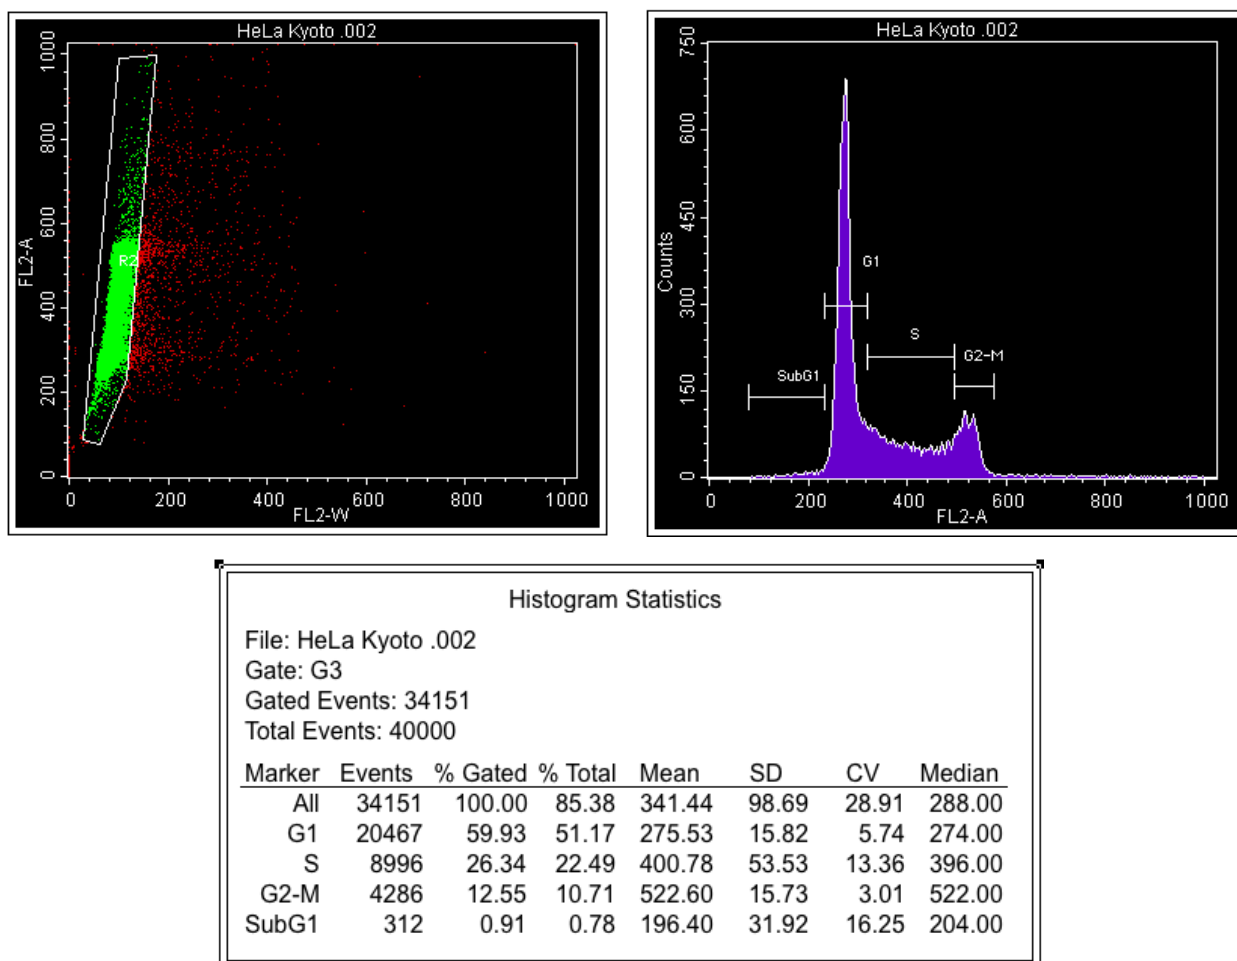 HeLa Kyoto .002
1000
800
600
400
200
0
FL2-A
R2
0 200 400 600 800 1000
FL2-W
HeLa Kyoto .002
750
600
450
300
150
0
Counts
G1
S
G2-M
SubG1
0 200 400 600 800 1000
FL2-A
Histogram Statistics
File: HeLa Kyoto .002
Gate: G3
Gated Events: 34151
Total Events: 40000
Marker Events % Gated % Total Mean SD CV Median
All 34151 100.00 85.38 341.44 98.69 28.91 288.00
G1 20467 59.93 51.17 275.53 15.82 5.74 274.00
S 8996 26.34 22.49 400.78 53.53 13.36 396.00
G2-M 4286 12.55 10.71 522.60 15.73 3.01 522.00
SubG1 312 0.91 0.78 196.40 31.92 16.25 204.00